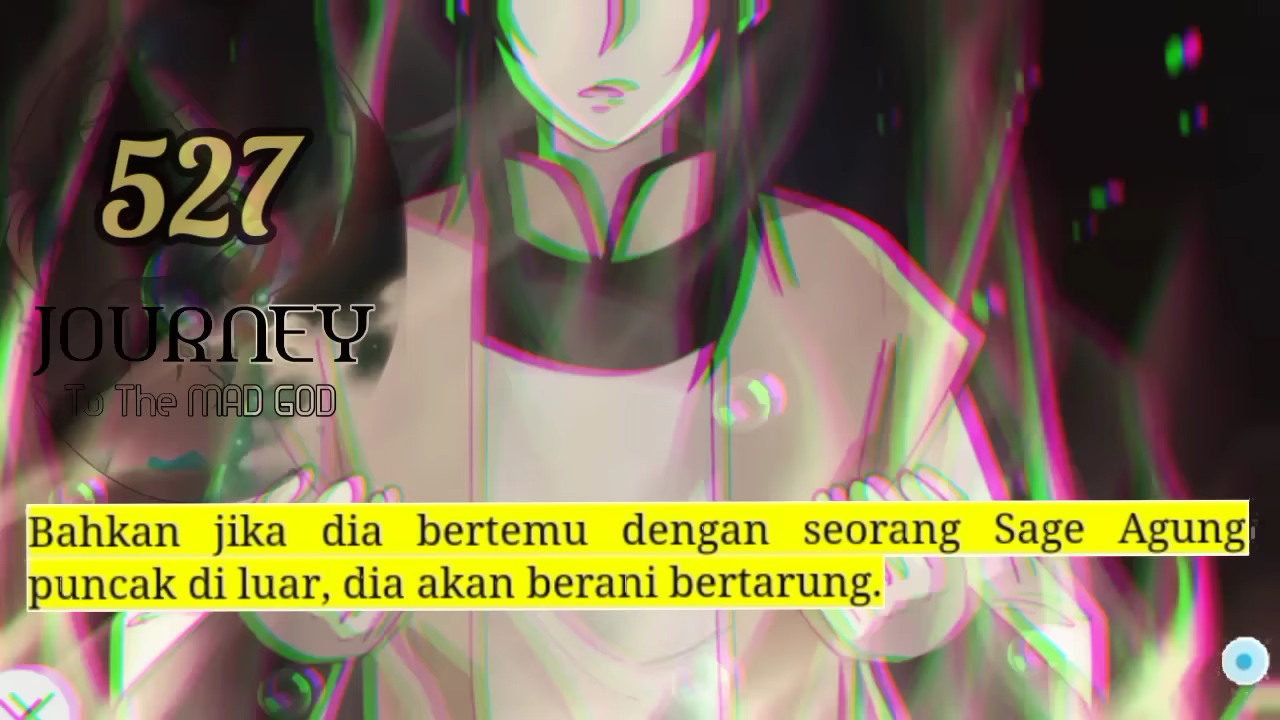 527
JOURNEY
To The MAD GOD
Bahkan jika dia bertemu dengan seorang Sage Agung
puncak di luar, dia akan berani bertarung.